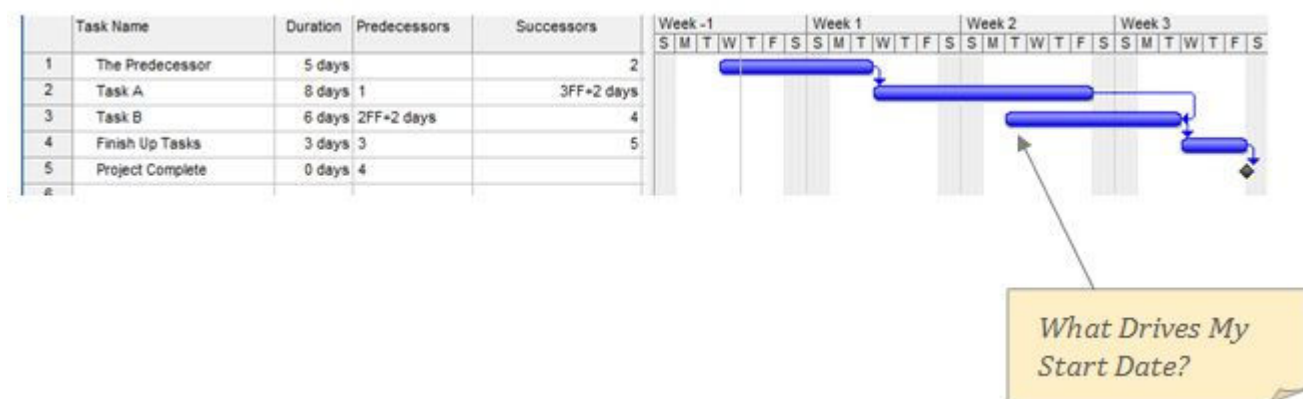 Task Name Duration Predecessors Successors Week -1 Week 1 Week 2 Week 3
S M T W T F S S M T W T F S S M T W T F S S M T W T F S
1 The Predecessor 5 days 2
2 Task A 8 days 1 3FF+2 days
3 Task B 6 days 2FF+2 days 4
4 Finish Up Tasks 3 days 3 5
5 Project Complete 0 days 4
6
What Drives My
Start Date?